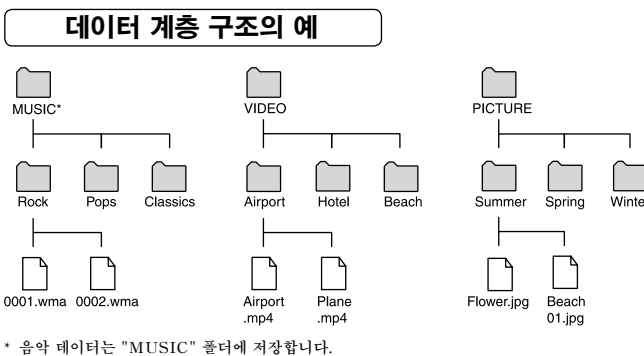 데이터 계층 구조의 예
MUSIC* VIDEO PICTURE
Rock Pops Classics Airport Hotel Beach Summer Spring Winte
0001.wma 0002.wma Airport Plane Flower.jpg Beach
.mp4 .mp4 01.jpg
* 음악 데이터는 "MUSIC" 폴더에 저장합니다.